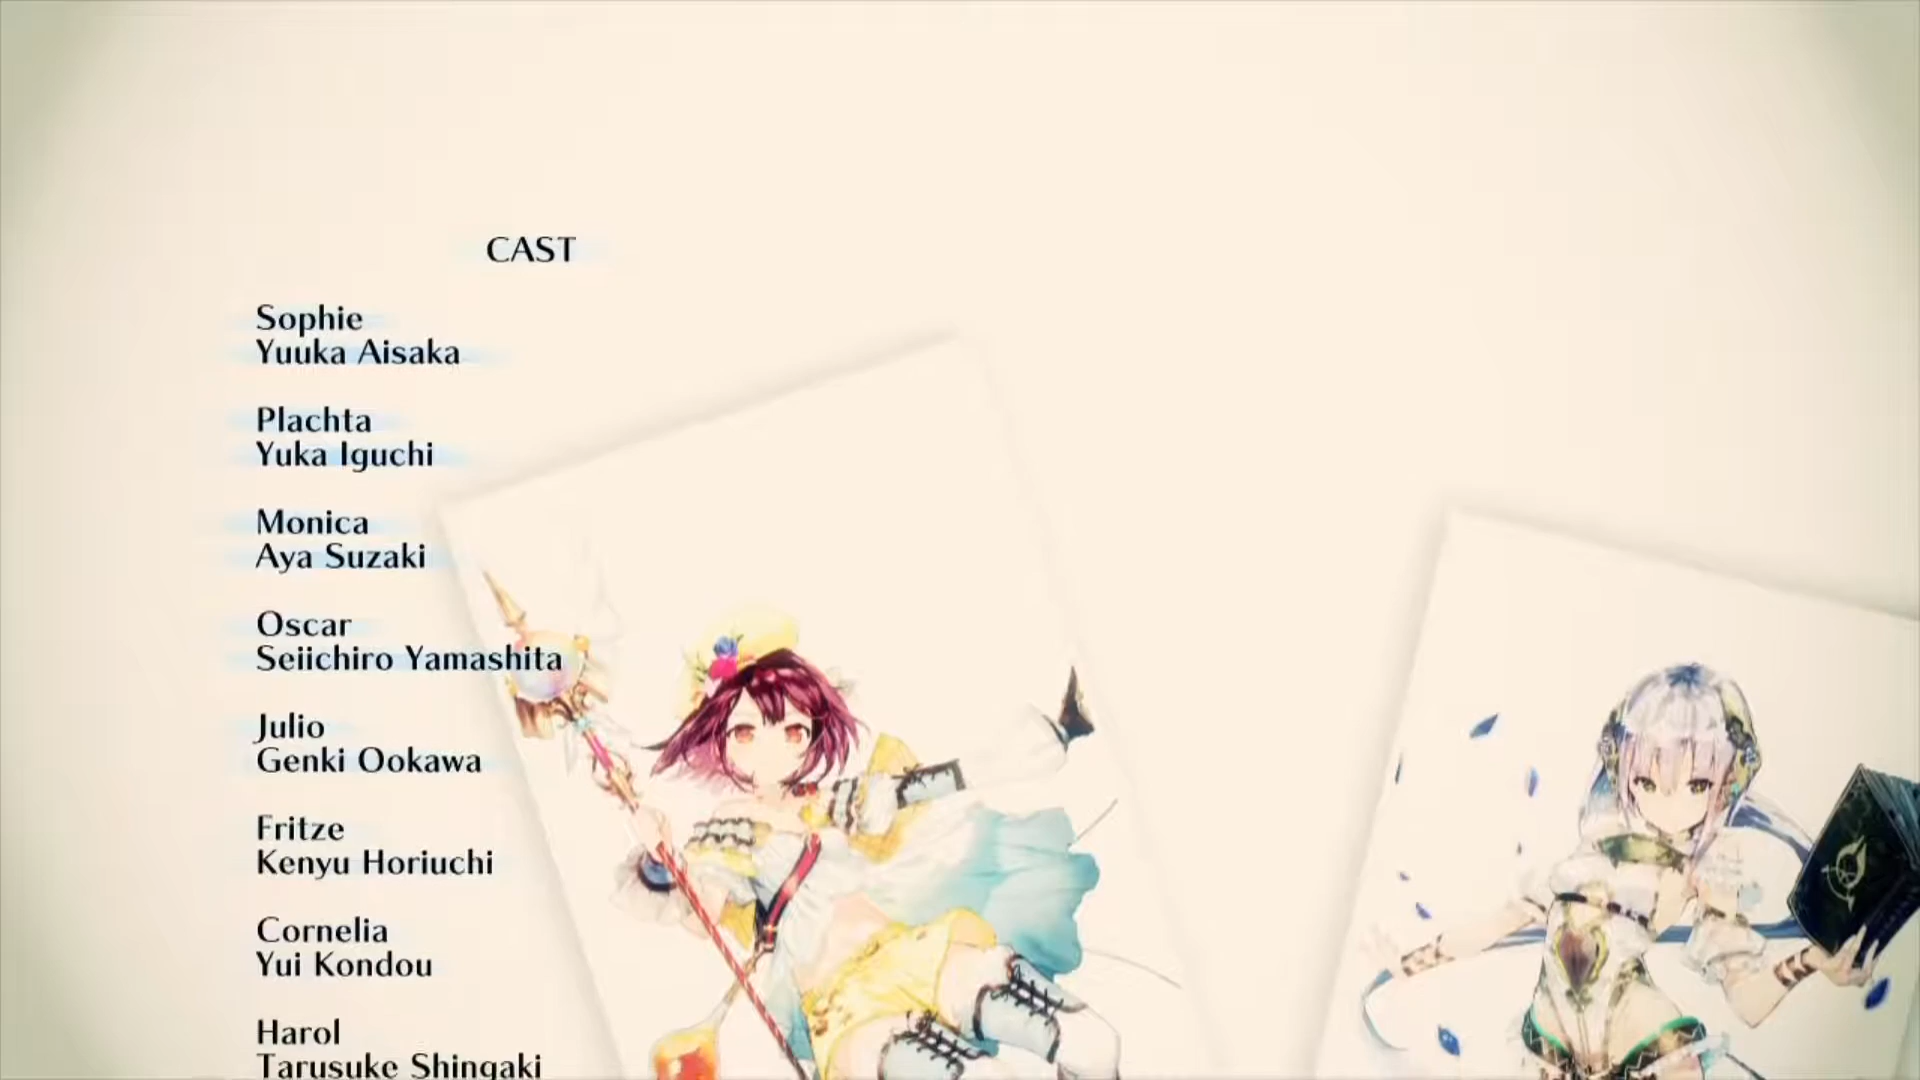 CAST
Sophie
Yuuka Aisaka
Plachta
Yuka Iguchi
Monica
Aya Suzaki
Oscar
Seiichiro Yamashita
Julio
Genki Ookawa
Fritze
Kenyu Horiuchi
Cornelia
Yui Kondou
Harol
Tarusuke Shingaki